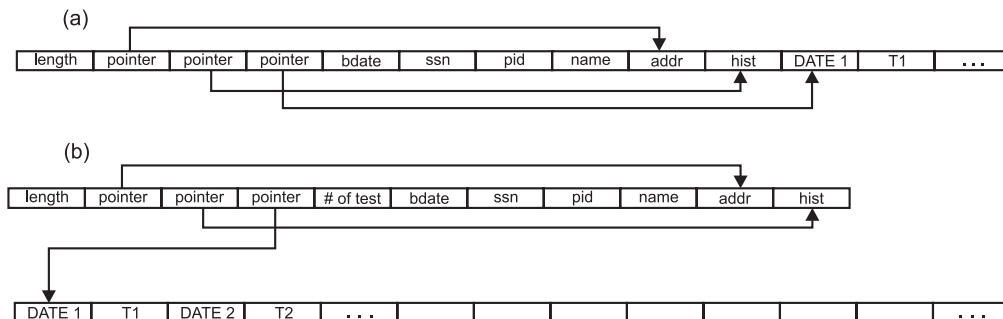 (a)
length pointer pointer pointer bdate ssn pid name addr hist DATE 1 T1 ...
(b)
length pointer pointer pointer # of test bdate ssn pid name addr hist
DATE 1 T1 DATE 2 T2 ... ...